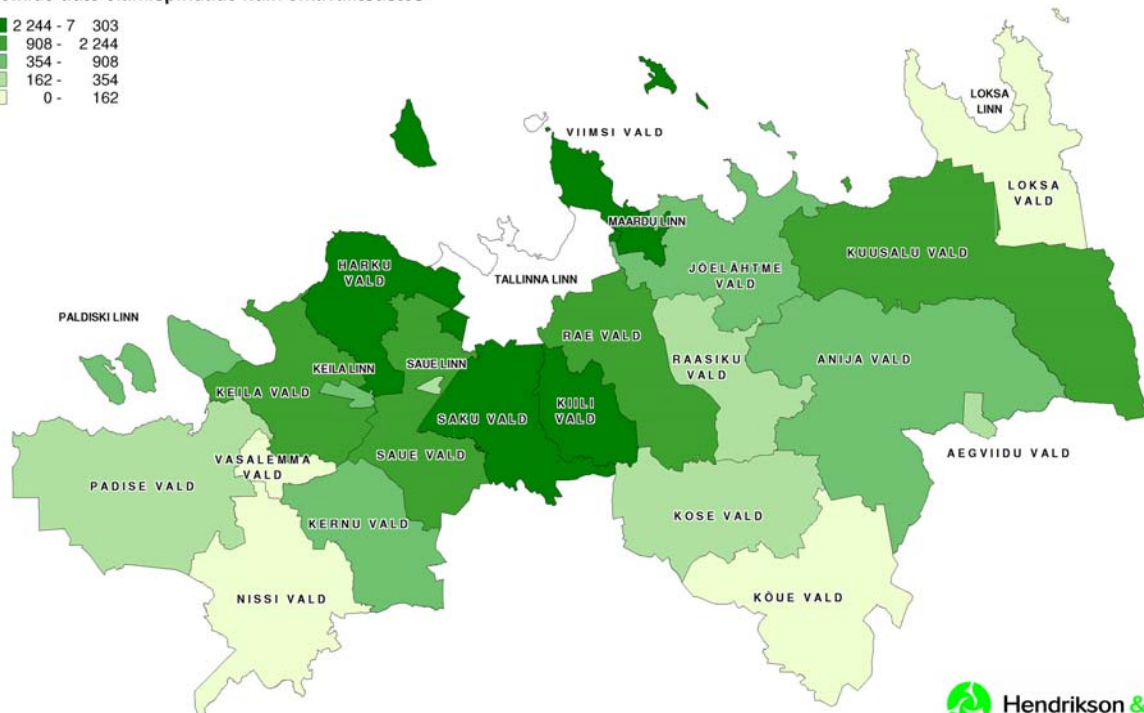 2 244 - 7 303
908 - 2 244
354 - 908
162 - 354
0 - 162
LOKSA
LINN
VIIMSI VALD
LOKSA
VALD
MAARDU LINN
KUUSALU VALD
HARKU
VALD
JÕELÄHTME
VALD
TALLINNA LINN
PALDISKI LINN
RAE VALD
RAASIKU
VALD
ANIJA VALD
KEILA LINN
SAUE LINN
KEILA VALD
KIILI
VALD
SAKU VALD
AEGVIIDU VALD
SAUE VALD
VASALEMMA
VALD
PADISE VALD
KOSE VALD
KERNU VALD
NISSI VALD
KÕUE VALD
Hendrikson &